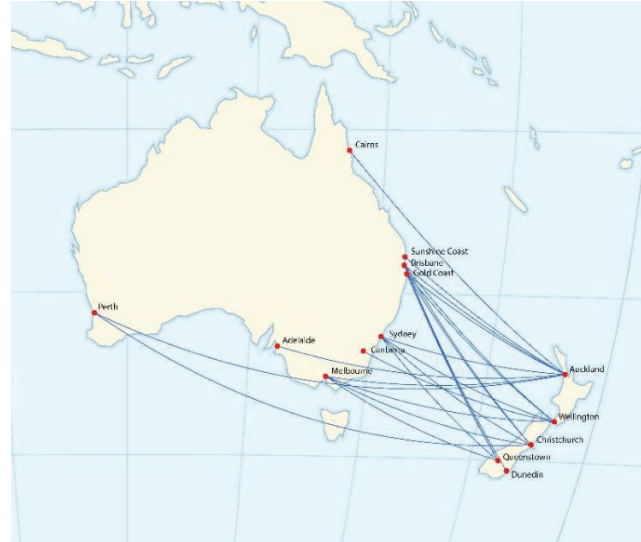 Cairns
Sunshine Coast
Brisbane
Gold Coast
Perth
Sydney
Adelaide
Canberra
Melbourne
Auckland
Wellington
Christchurch
Queenstown
Dunedin